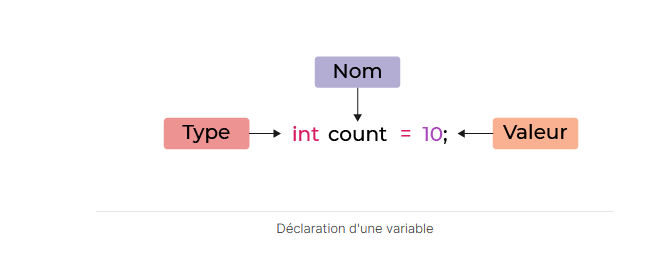 Nom
Type int count = 10; Valeur
Déclaration d'une variable